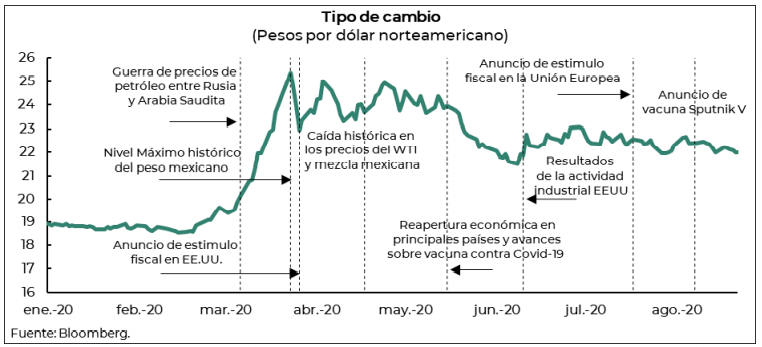 Tipo de cambio
(Pesos por dólar norteamericano)
26
25
24
23
22
21
20
19
18
17
16
Guerra de precios de
petróleo entre Rusia
y Arabia Saudita
Nivel Máximo histórico
del peso mexicano
Anuncio de estimulo
fiscal en EE.UU.
Caída histórica en
los precios del WTI
y mezcla mexicana
Anuncio de estimulo
fiscal en la Unión Europea
Anuncio de
vacuna Sputnik V
Resultados
de la actividad
industrial EEUU
Reapertura económica en
principales países y avances
sobre vacuna contra Covid-19
ene.-20
feb.-20
mar.-20
abr.-20
may.-20
jun.-20
jul.-20
ago.-20
Fuente: Bloomberg.